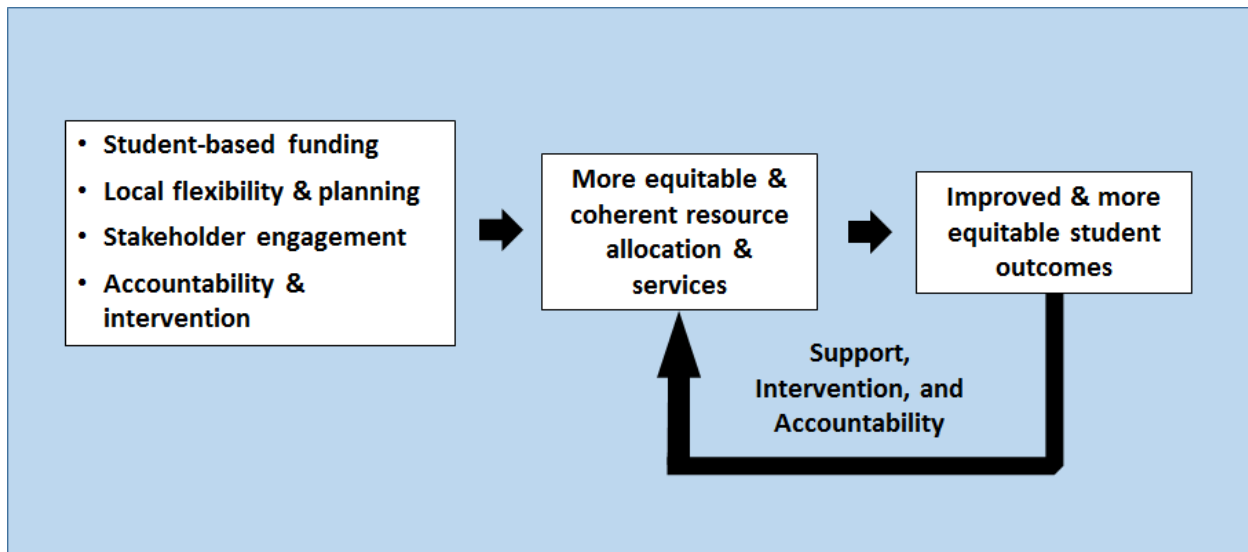 • Student-based funding
• Local flexibility & planning
• Stakeholder engagement
• Accountability &
intervention
More equitable &
coherent resource
allocation &
services
Improved & more
equitable student
outcomes
Support,
Intervention, and
Accountability